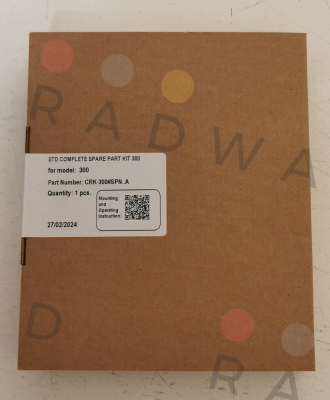 RADWA
STD COMPLETE SPARE PART KIT 300
for model: 300
Part Number: CRK-300#SPN_A
Quantity: 1 pcs.
Mounting
and
Operating
instruction:
27/02/2024
D
RA